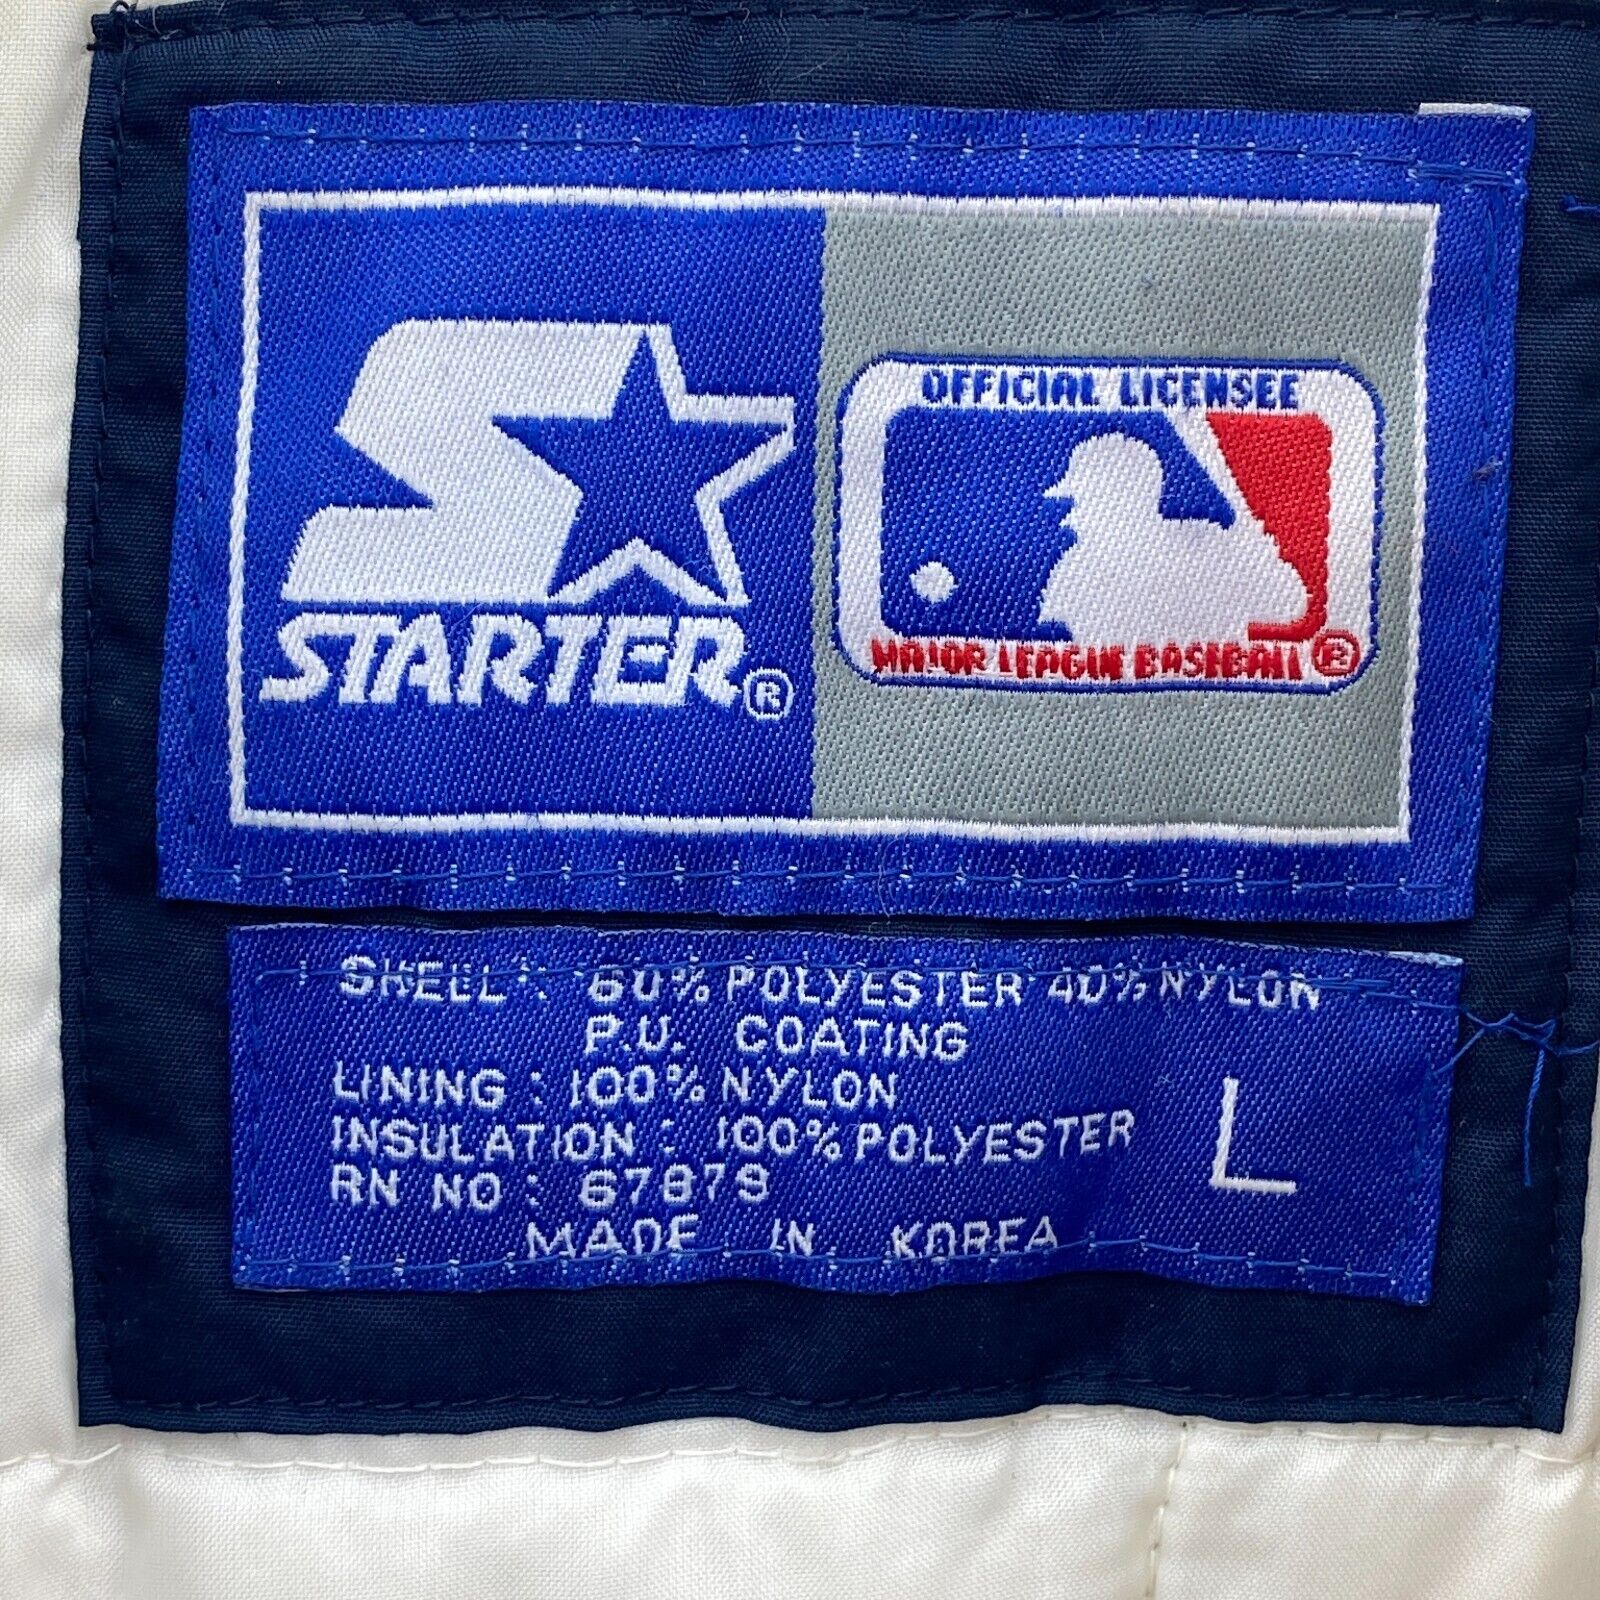 STARTER®
OFFICIAL LICENSEE
MAJOR LEAGUE BASEBALL ®
SHELL : 60% POLYESTER 40% NYLON
P.U. COATING
LINING : 100% NYLON
INSULATION : 100% POLYESTER
RN NO : 67879
MADE IN KOREA
L